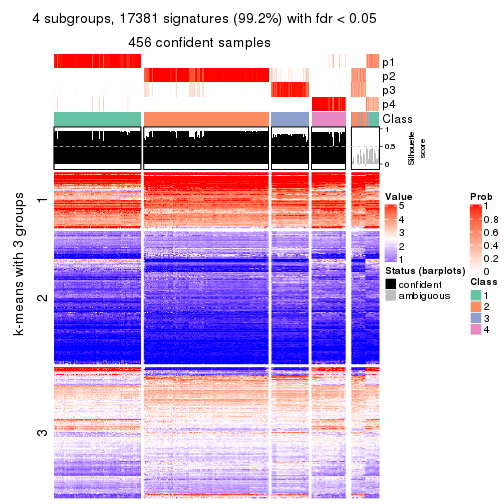 4 subgroups, 17381 signatures (99.2%) with fdr < 0.05
456 confident samples
p1
p2
p3
p4
Class
1
0.5
0
Silhouette
score
k-means with 3 groups
1
2
3
Value
5
4
3
2
1
Status (barplots)
confident
ambiguous
Prob
1
0.8
0.6
0.4
0.2
0
Class
1
2
3
4